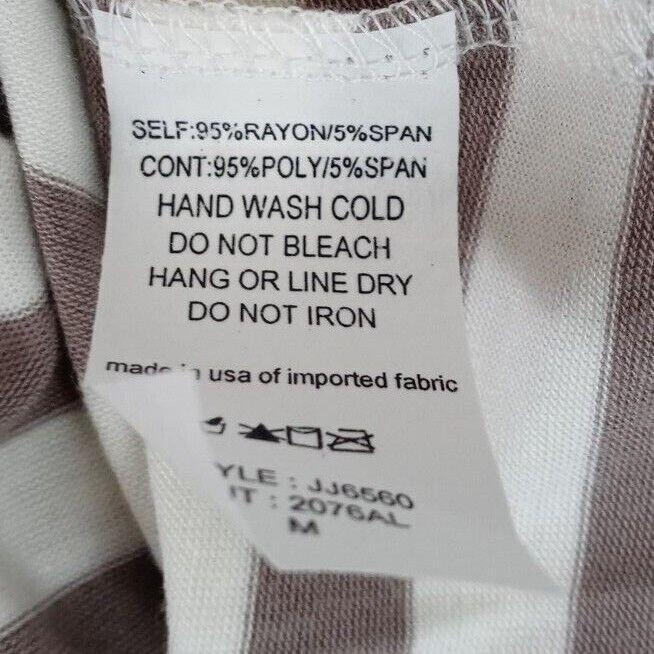 SELF:95%RAYON/5%SPAN
CONT:95%POLY/5%SPAN
HAND WASH COLD
DO NOT BLEACH
HANG OR LINE DRY
DO NOT IRON
made usa of imported fabric
YLE : JJ6560
T : 2076AL
M